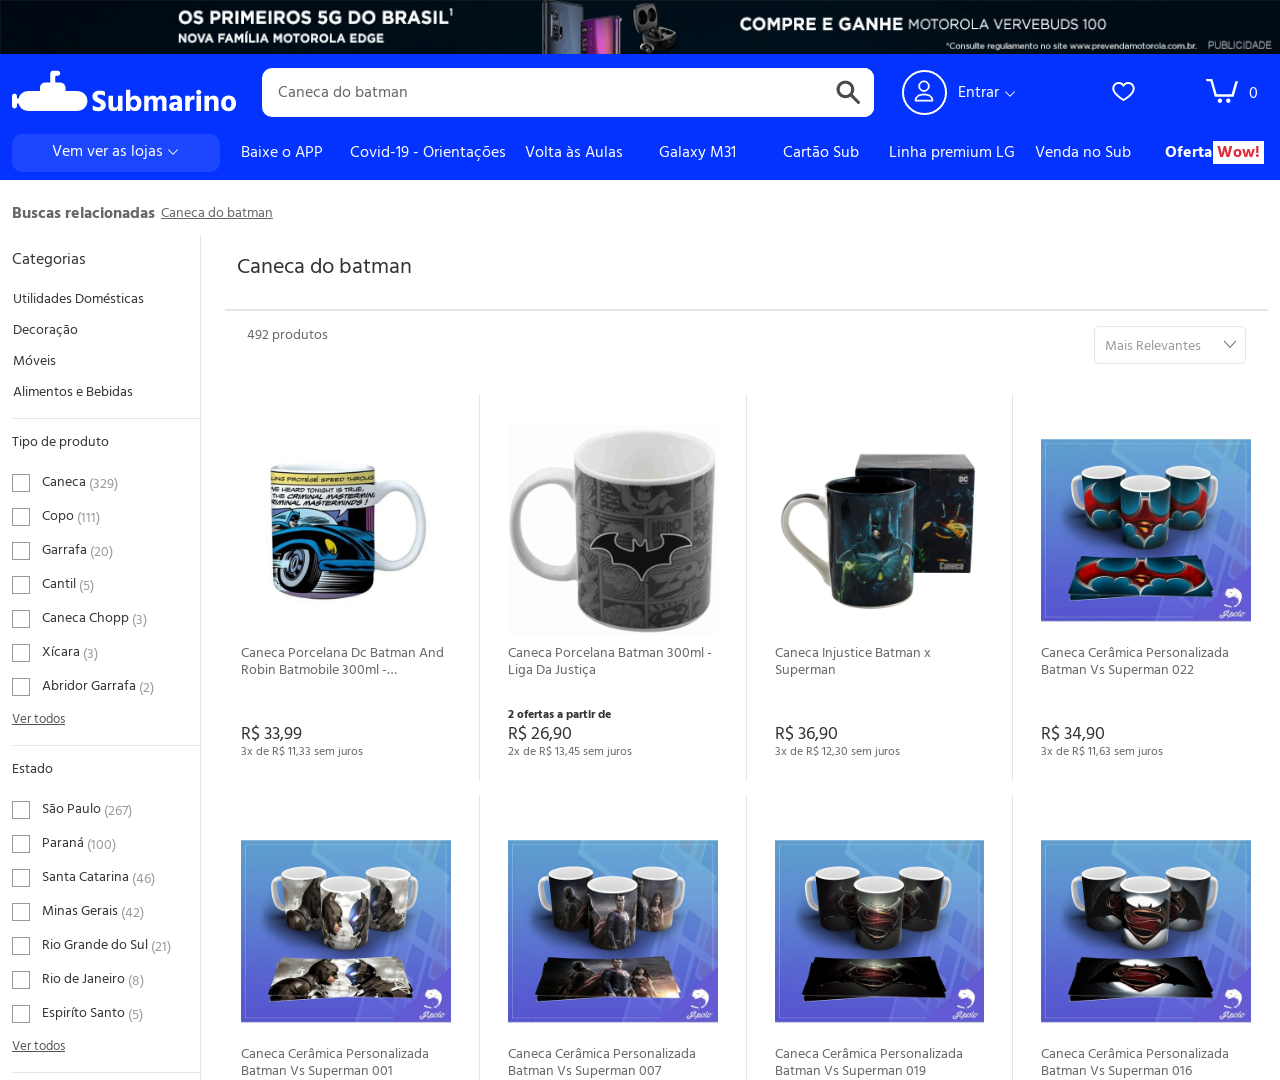 OS PRIMEIROS 5G DO BRASIL¹
NOVA FAMÍLIA MOTOROLA EDGE
COMPRE E GANHE MOTOROLA VERVEBUDS 100
*Consulte regulamento no site www.prevendamotorola.com.br.
PUBLICIDADE
Submarino
Caneca do batman
Entrar
0
Vem ver as lojas
Baixe o APP
Covid-19 - Orientações
Volta às Aulas
Galaxy M31
Cartão Sub
Linha premium LG
Venda no Sub
Oferta Wow!
Buscas relacionadas Caneca do batman
Categorias
Utilidades Domésticas
Decoração
Móveis
Alimentos e Bebidas
Tipo de produto
Caneca (329)
Copo (111)
Garrafa (20)
Cantil (5)
Caneca Chopp (3)
Xícara (3)
Abridor Garrafa (2)
Ver todos
Estado
São Paulo (267)
Paraná (100)
Santa Catarina (46)
Minas Gerais (42)
Rio Grande do Sul (21)
Rio de Janeiro (8)
Espiríto Santo (5)
Ver todos
Caneca do batman
492 produtos
Mais Relevantes
Caneca Porcelana Dc Batman And
Robin Batmobile 300ml -...
R$ 33,99
3x de R$ 11,33 sem juros
Caneca Porcelana Batman 300ml -
Liga Da Justiça
2 ofertas a partir de
R$ 26,90
2x de R$ 13,45 sem juros
Caneca Injustice Batman x
Superman
R$ 36,90
3x de R$ 12,30 sem juros
Caneca Cerâmica Personalizada
Batman Vs Superman 022
R$ 34,90
3x de R$ 11,63 sem juros
Caneca Cerâmica Personalizada
Batman Vs Superman 001
Caneca Cerâmica Personalizada
Batman Vs Superman 007
Caneca Cerâmica Personalizada
Batman Vs Superman 019
Caneca Cerâmica Personalizada
Batman Vs Superman 016